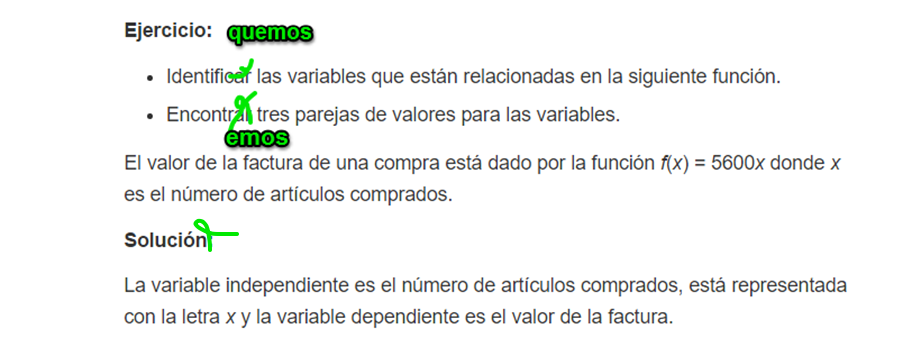 Ejercicio: quemos
• Identificar las variables que están relacionadas en la siguiente función.
• Encontrar tres parejas de valores para las variables.
emos
El valor de la factura de una compra está dado por la función f(x) = 5600x donde x
es el número de artículos comprados.
Solución:
La variable independiente es el número de artículos comprados, está representada
con la letra x y la variable dependiente es el valor de la factura.